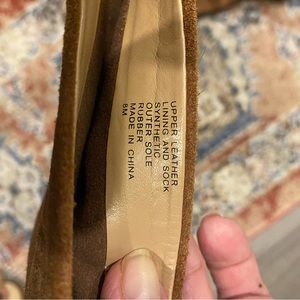 UPPER LEATHER
LINING AND SOCK
SYNTHETIC
OUTER SOLE
RUBBER
MADE IN CHINA
8M